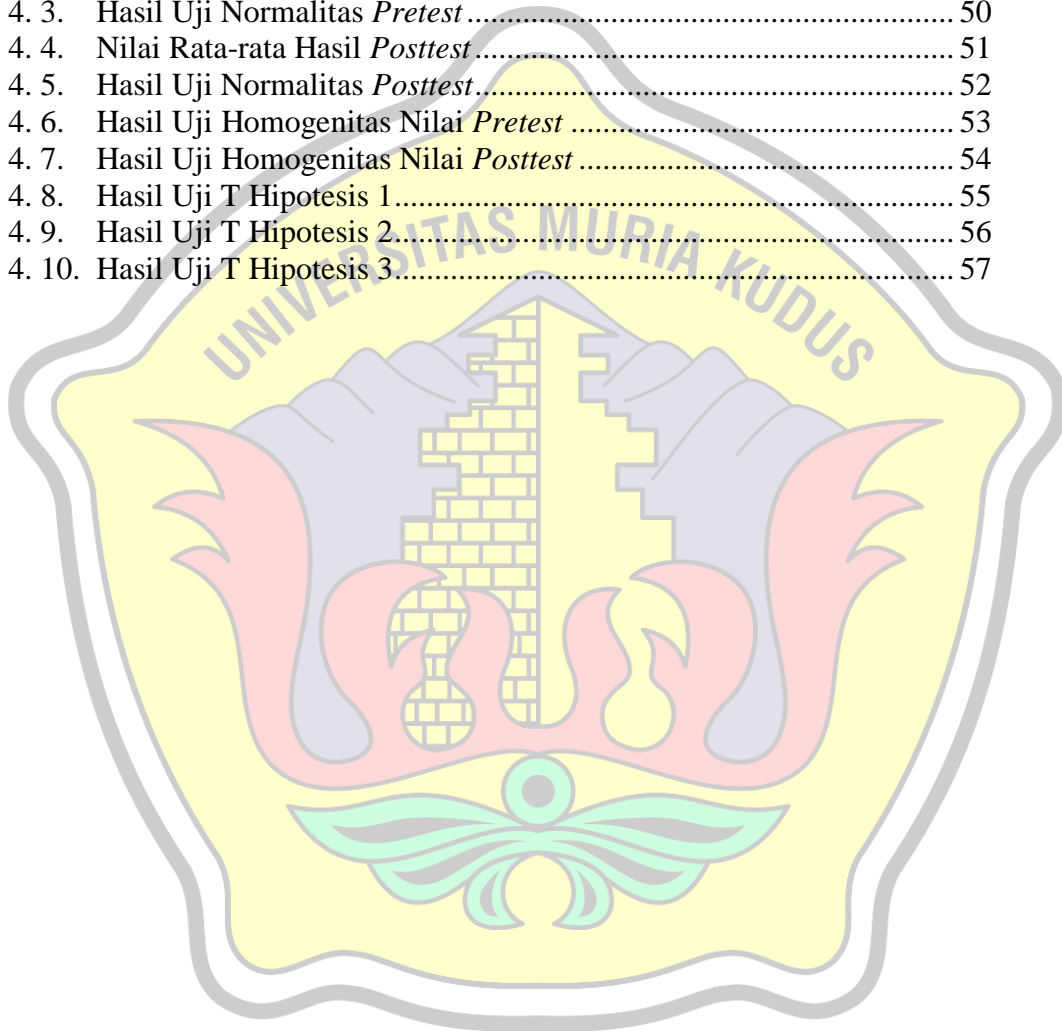 4. 3. Hasil Uji Normalitas Pretest ........................................................... 50
4. 4. Nilai Rata-rata Hasil Posttest .......................................................... 51
4. 5. Hasil Uji Normalitas Posttest .......................................................... 52
4. 6. Hasil Uji Homogenitas Nilai Pretest ............................................... 53
4. 7. Hasil Uji Homogenitas Nilai Posttest .............................................. 54
4. 8. Hasil Uji T Hipotesis 1.................................................................... 55
4. 9. Hasil Uji T Hipotesis 2.................................................................... 56
4. 10. Hasil Uji T Hipotesis 3.................................................................... 57
UNIVERSITAS MURIA KUDUS